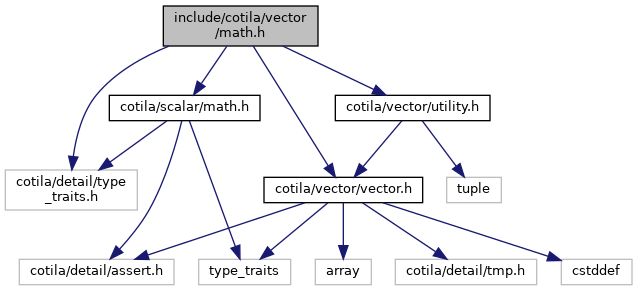 include/cotila/vector
/math.h
cotila/scalar/math.h
cotila/vector/utility.h
cotila/detail/type
_traits.h
cotila/vector/vector.h
tuple
cotila/detail/assert.h
type_traits
array
cotila/detail/tmp.h
cstddef